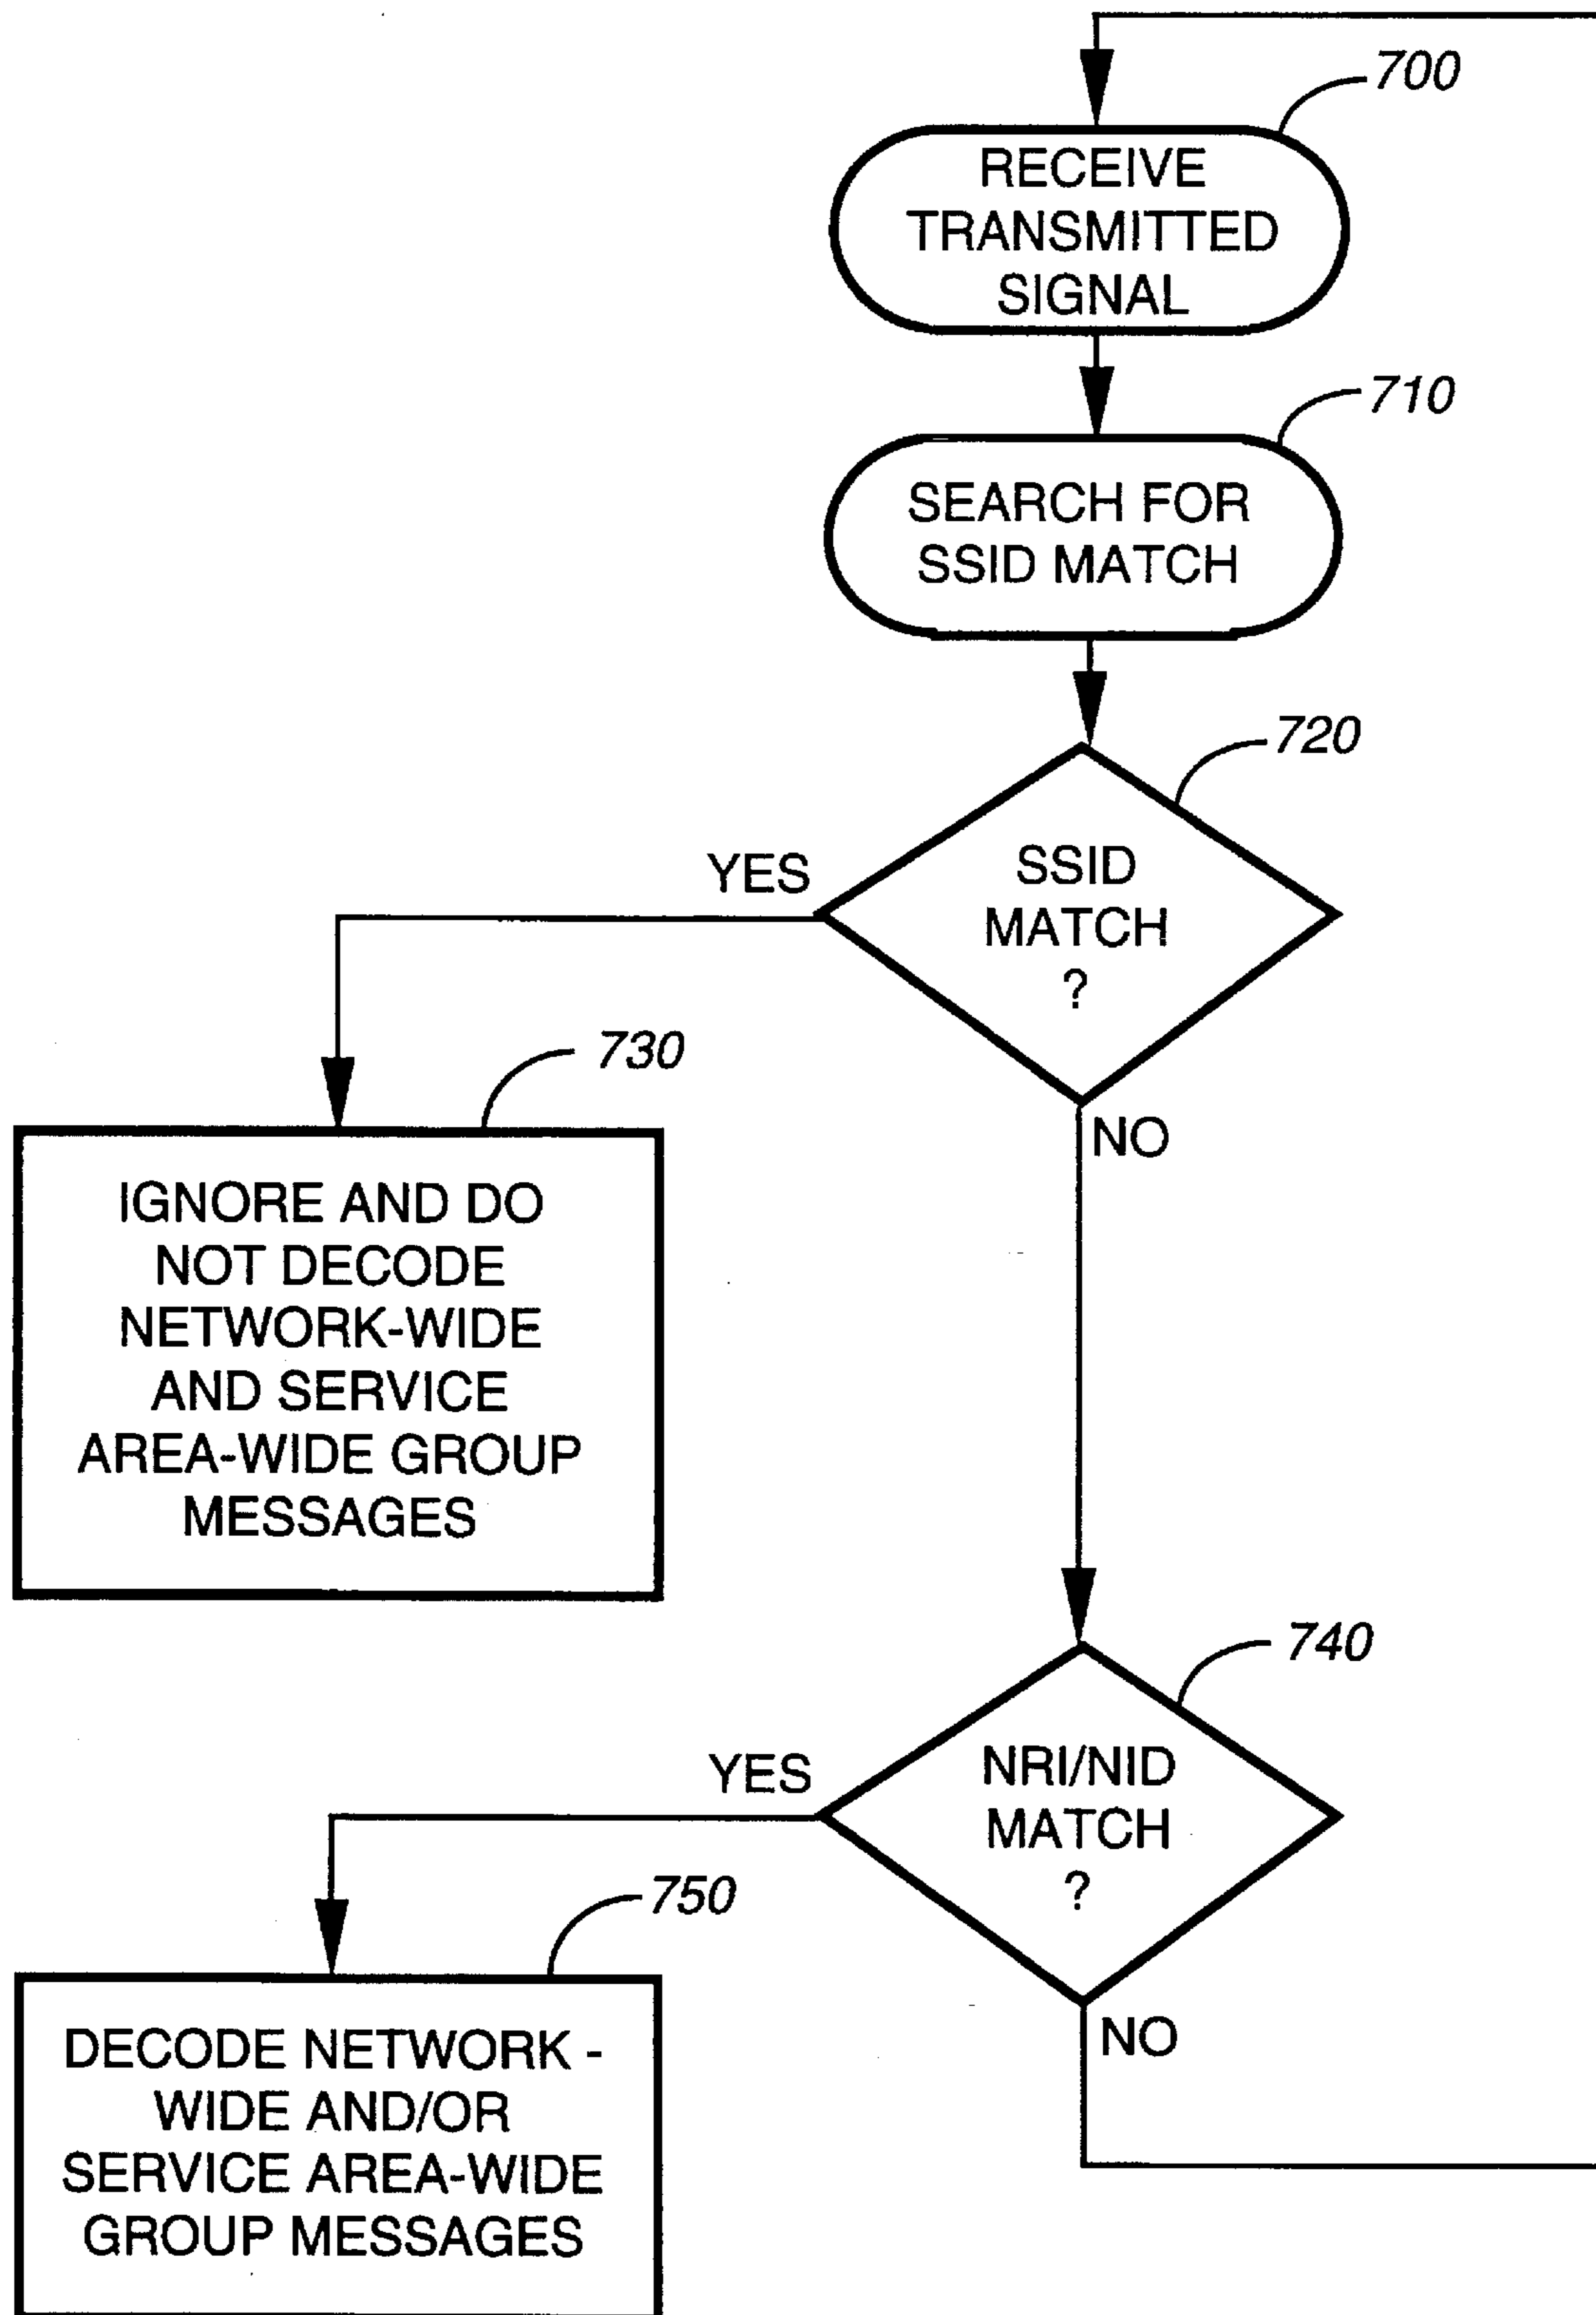 700
RECEIVE
TRANSMITTED
SIGNAL
710
SEARCH FOR
SSID MATCH
720
YES
SSID
MATCH
?
NO
730
IGNORE AND DO
NOT DECODE
NETWORK-WIDE
AND SERVICE
AREA-WIDE GROUP
MESSAGES
740
YES
NRI/NID
MATCH
?
NO
750
DECODE NETWORK -
WIDE AND/OR
SERVICE AREA-WIDE
GROUP MESSAGES